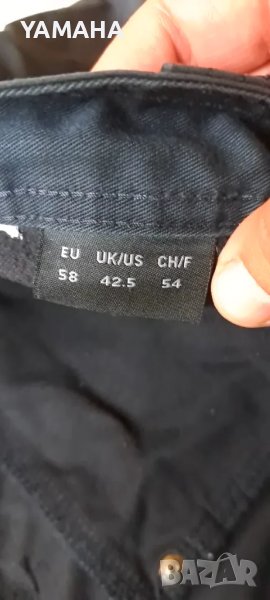 YAMAHA
EU UK/US CH/F
58 42.5 54
BAZAR